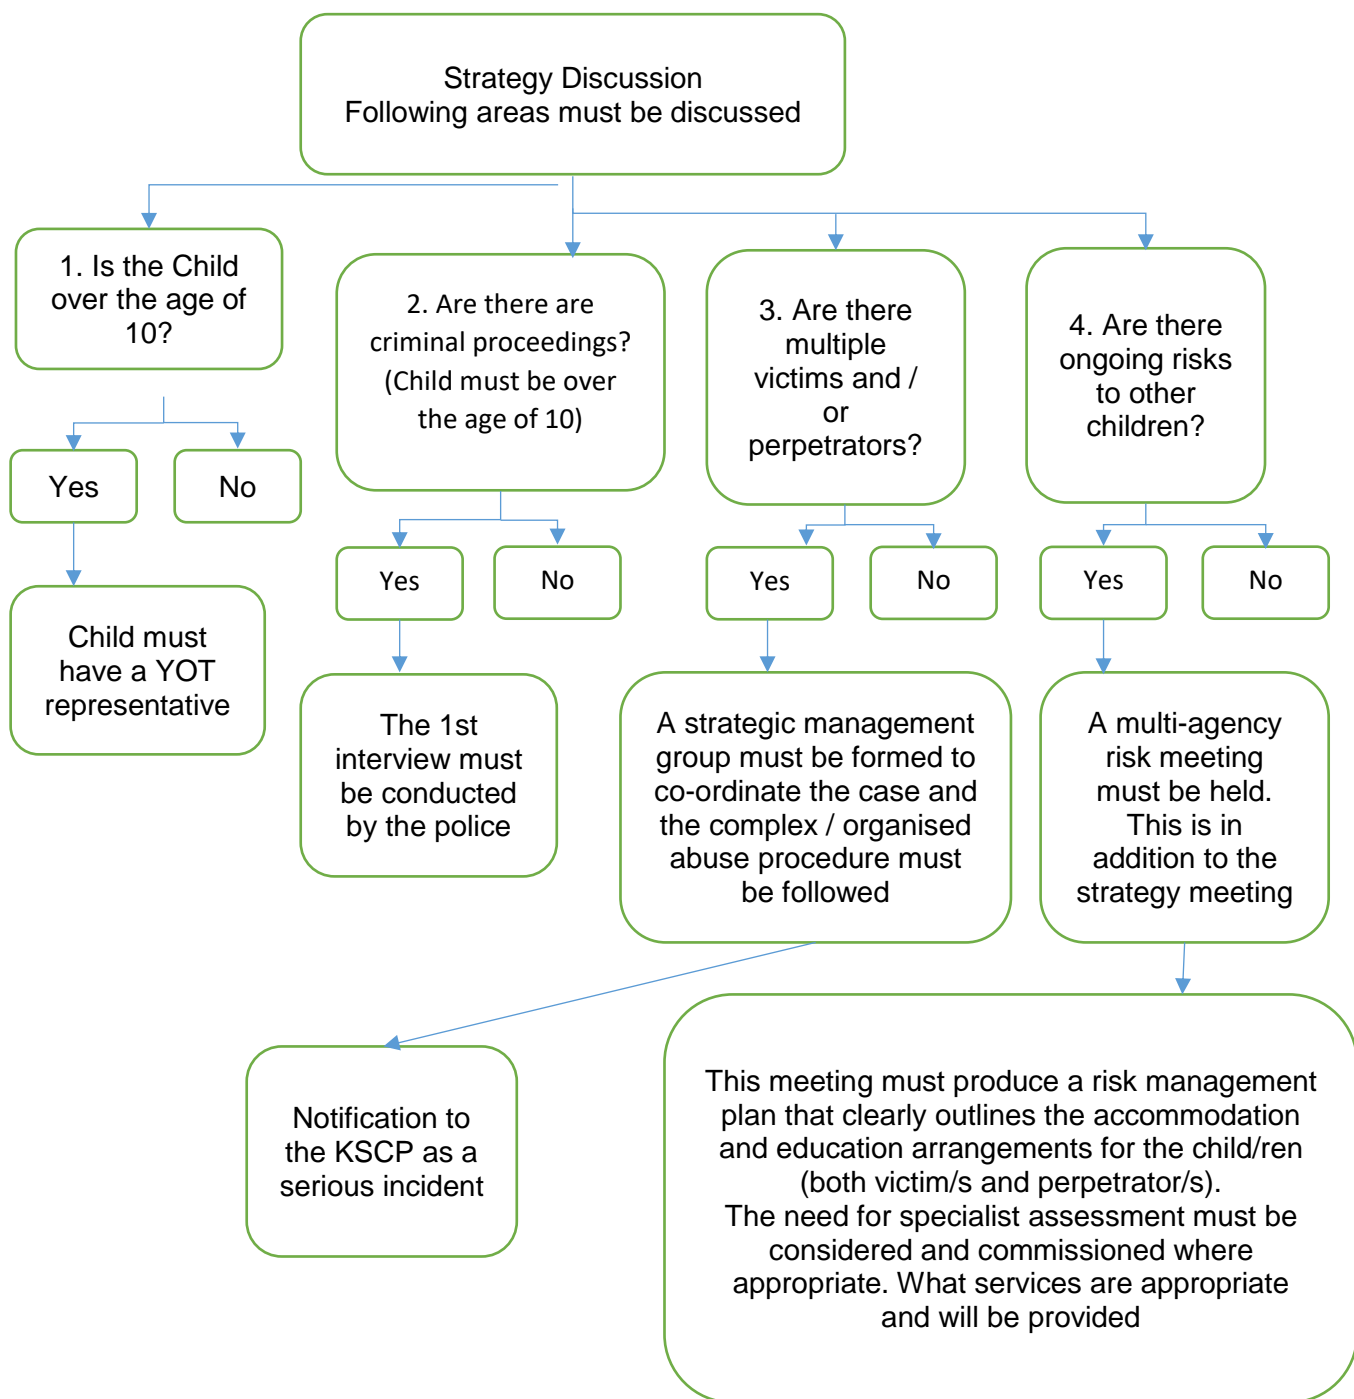 Strategy Discussion
Following areas must be discussed
1. Is the Child
over the age of
10?
Yes
No
Child must
have a YOT
representative
2. Are there are
criminal proceedings?
(Child must be over
the age of 10)
Yes
No
The 1st
interview must
be conducted
by the police
3. Are there
multiple
victims and /
or
perpetrators?
Yes
No
A strategic management
group must be formed to
co-ordinate the case and
the complex / organised
abuse procedure must
be followed
Notification to
the KSCP as a
serious incident
4. Are there
ongoing risks
to other
children?
Yes
No
A multi-agency
risk meeting
must be held.
This is in
addition to the
strategy meeting
This meeting must produce a risk management
plan that clearly outlines the accommodation
and education arrangements for the child/ren
(both victim/s and perpetrator/s).
The need for specialist assessment must be
considered and commissioned where
appropriate. What services are appropriate
and will be provided